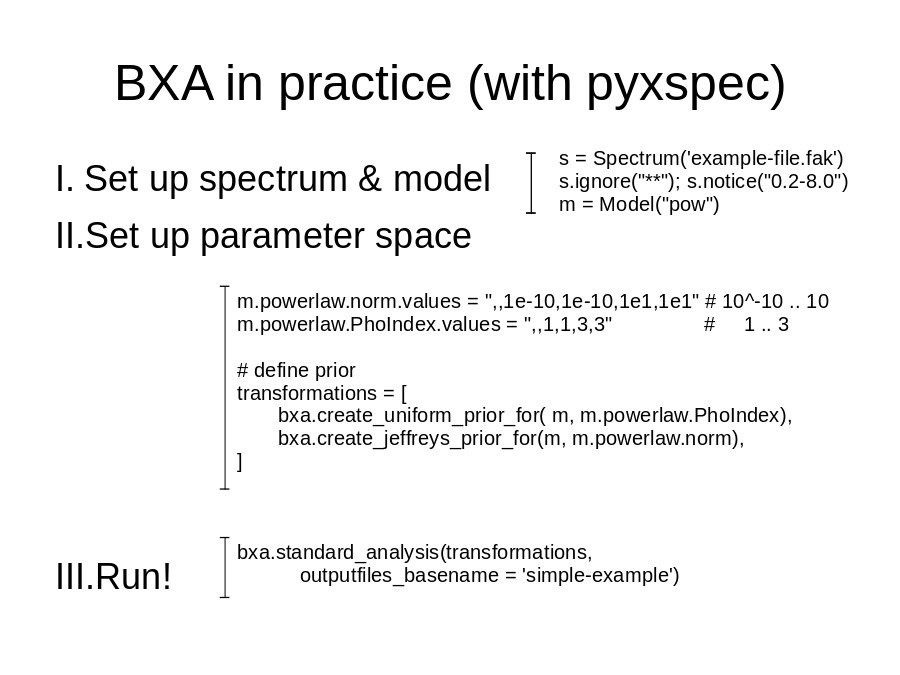 BXA in practice (with pyxspec)
I. Set up spectrum & model
s = Spectrum('example-file.fak')
s.ignore("**"); s.notice("0.2-8.0")
m = Model("pow")
II.Set up parameter space
m.powerlaw.norm.values = ",,1e-10,1e-10,1e1,1e1" # 10^-10 .. 10
m.powerlaw.PhoIndex.values = ",,1,1,3,3" # 1 .. 3
# define prior
transformations = [
bxa.create_uniform_prior_for( m, m.powerlaw.PhoIndex),
bxa.create_jeffreys_prior_for(m, m.powerlaw.norm),
]
III.Run!
bxa.standard_analysis(transformations,
outputfiles_basename = 'simple-example')